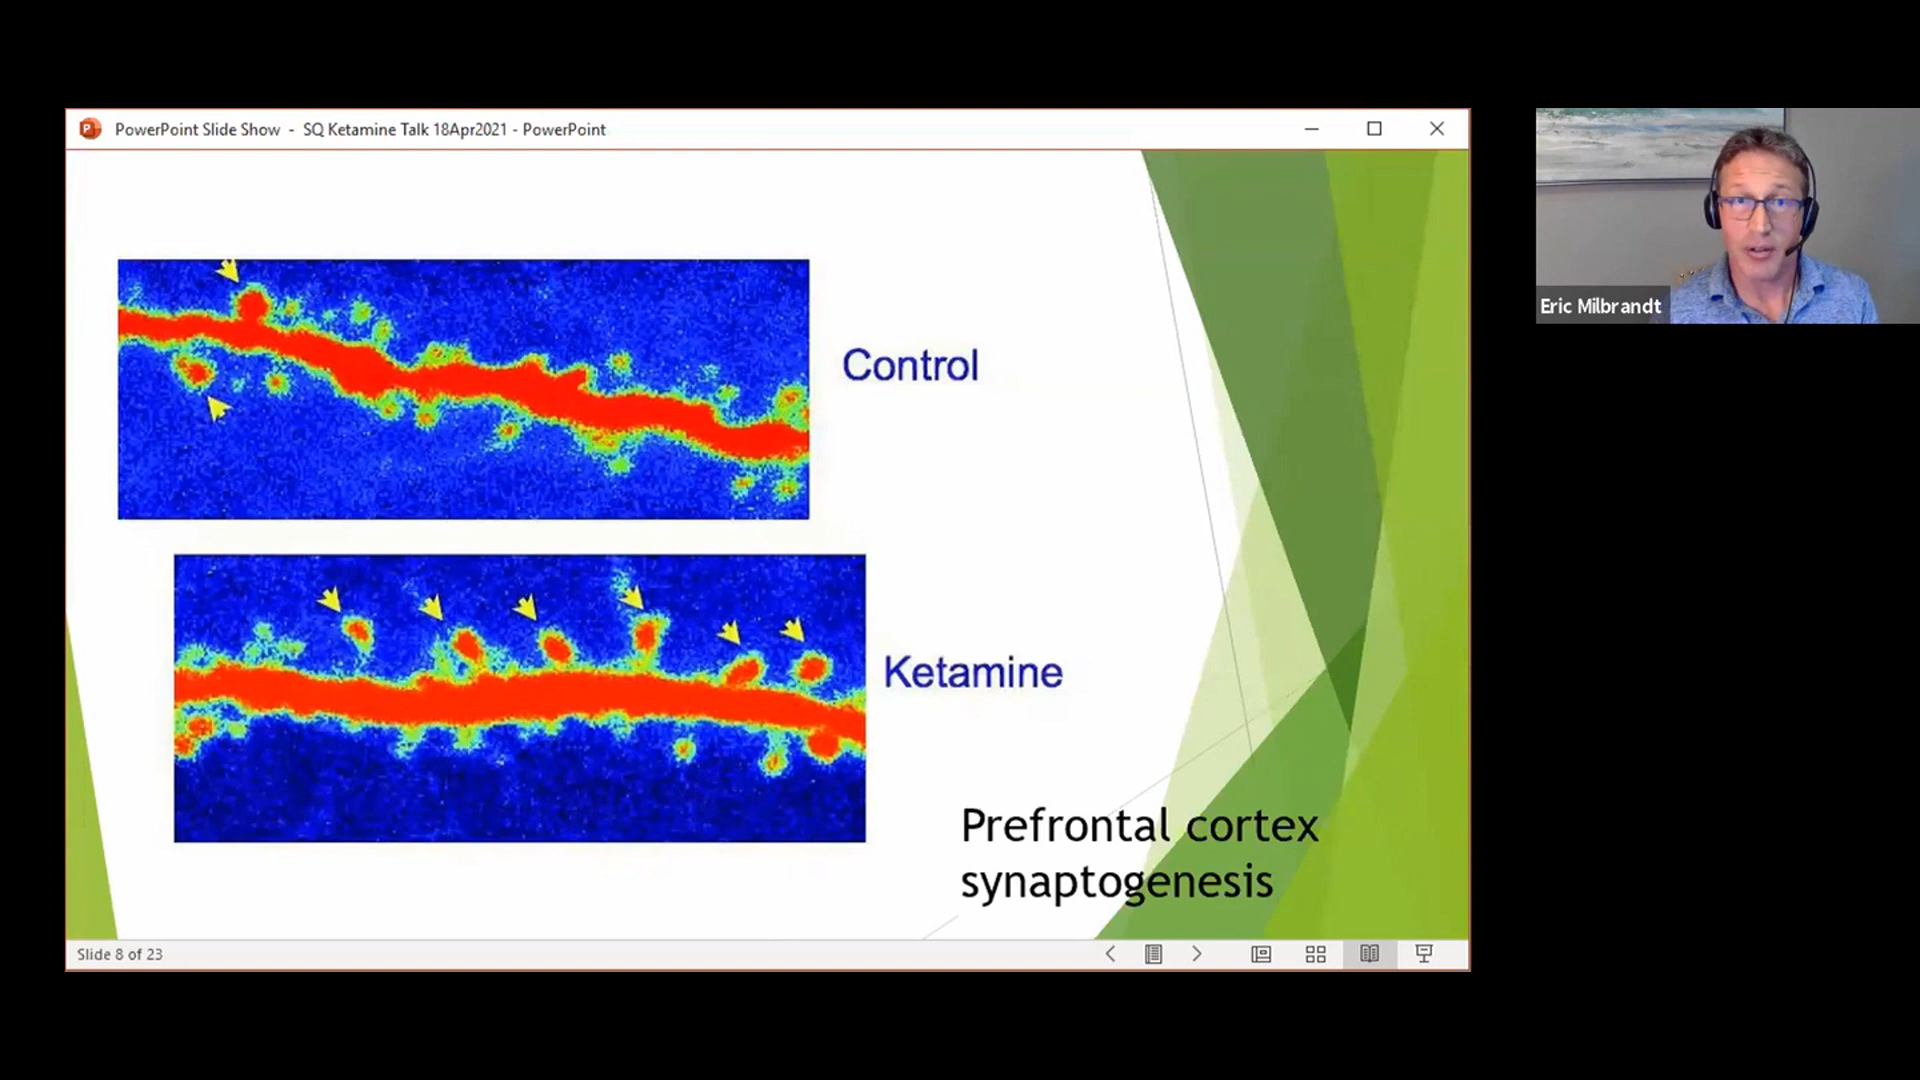 PowerPoint Slide Show - SQ Ketamine Talk 18Apr2021 - PowerPoint
Control
Ketamine
Prefrontal cortex
synaptogenesis
Slide 8 of 23
Eric Milbrandt